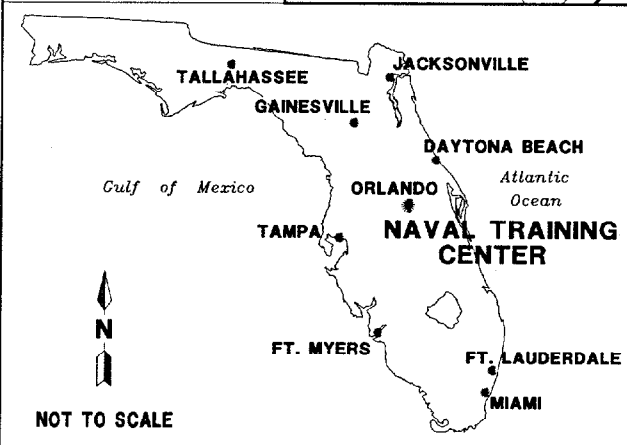 JACKSONVILLE
TALLAHASSEE
GAINESVILLE
DAYTONA BEACH
Gulf of Mexico
ORLANDO
Atlantic
Ocean
TAMPA
NAVAL TRAINING
CENTER
N
FT. MYERS
FT. LAUDERDALE
MIAMI
NOT TO SCALE